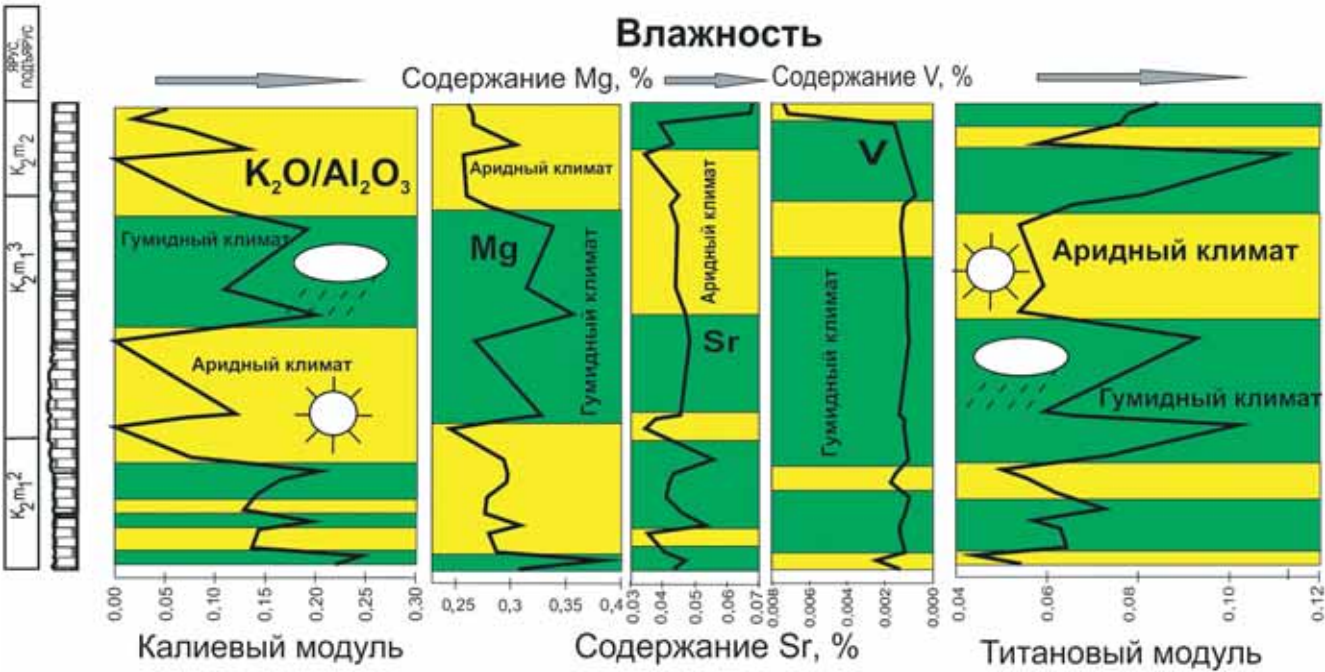 Влажность
ЯРУС, ПОДЪЯРУС
Содержание Mg, %
Содержание V, %
K₂m₂
K₂m₁3
K₂m₁2
K₂O/Al₂O₃
Гумидный климат
Аридный климат
Аридный климат
Mg
Гумидный климат
Аридный климат
Sr
V
Гумидный климат
Аридный климат
Гумидный климат
0,00 0,05 0,10 0,15 0,20 0,25 0,30
0,25 0,3 0,35 0,4
0.03 0.04 0.05 0.06 0.07
0.008 0.006 0.004 0.002 0.000
0.04 0.06 0.08 0.10 0.12
Калиевый модуль
Содержание Sr, %
Титановый модуль